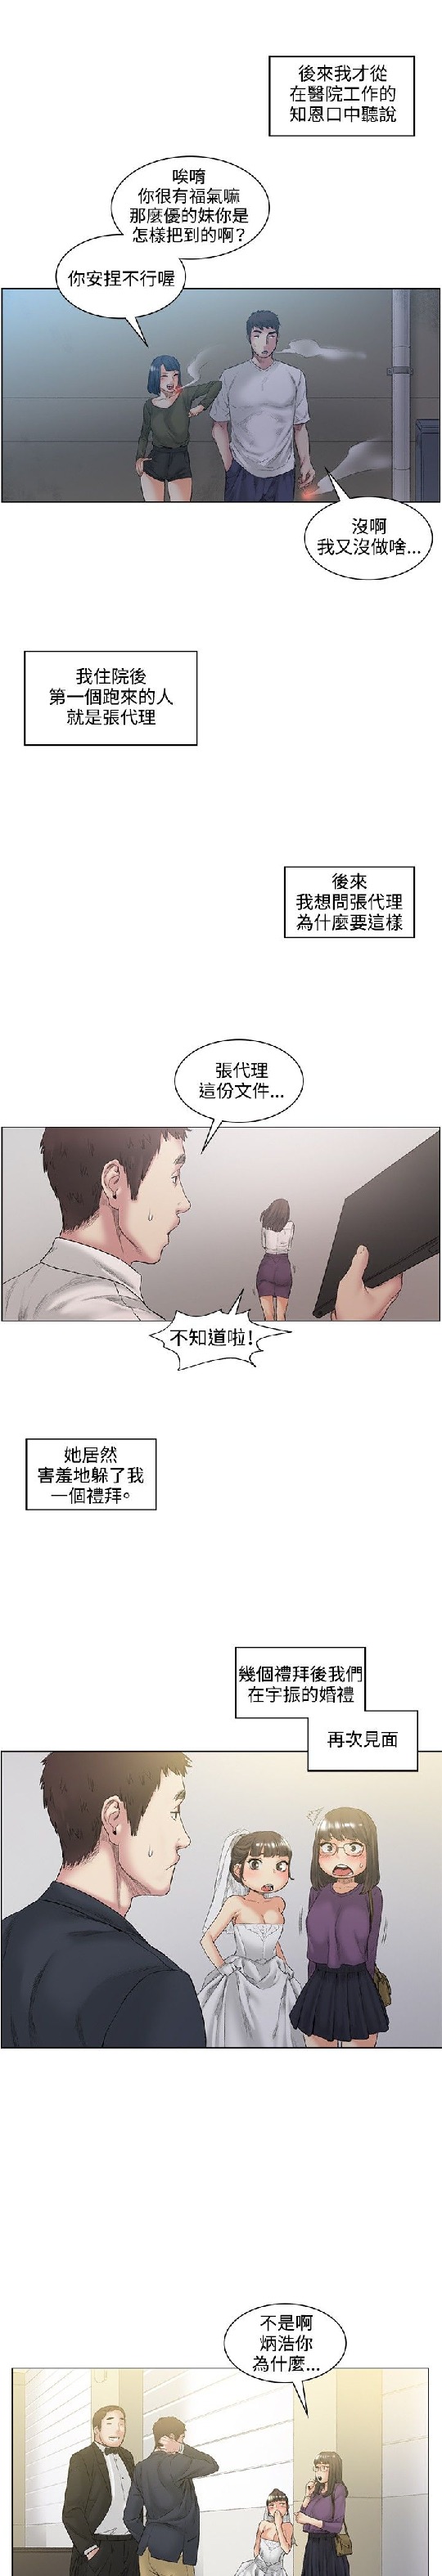 後來我才從
在醫院工作的
知恩口中聽說
唉唷
你很有福氣嘛
那麼優的妹你是
怎樣把到的啊?
你安捏不行喔
沒啊
我又沒做啥...
我住院後
第一個跑來的人
就是張代理
後來
我想問張代理
為什麼要這樣
張代理
這份文件...
不知道啦!
她居然
害羞地躲了我
一個禮拜。
幾個禮拜後我們
在宇振的婚禮
再次見面
不是啊
炳浩你
為什麼...